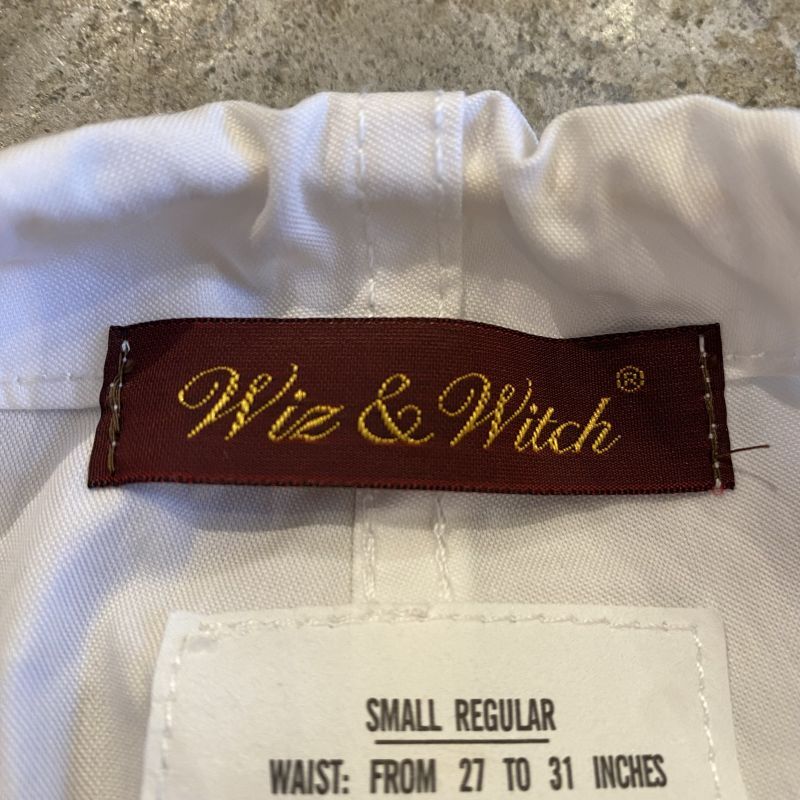 Wiz & Witch®
SMALL REGULAR
WAIST: FROM 27 TO 31 INCHES